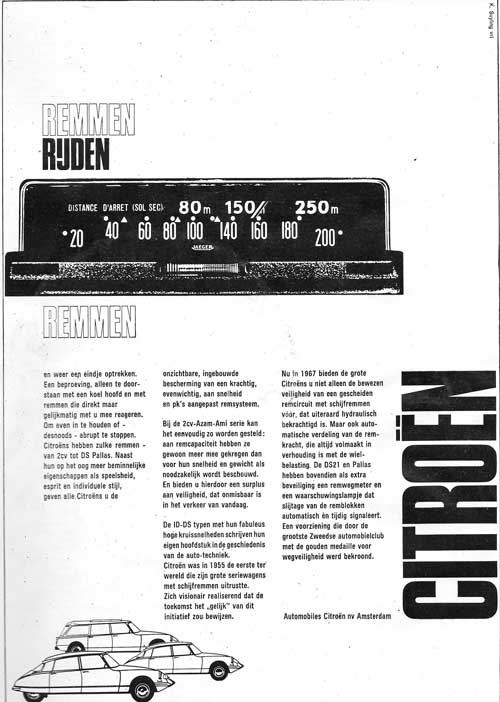 K. Suyling vrij
REMMEN
RIJDEN
DISTANCE D'ARRET (SOL SEC) 80m 150m 250m
20 40 60 80 100 140 160 180 200
JAEGER
REMMEN
en weer een eindje optrekken.
Een beproeving, alleen te door-
staan met een koel hoofd en met
remmen die direkt maar
gelijkmatig met u mee reageren.
Om even in te houden of -
desnoods - abrupt te stoppen.
Citroëns hebben zulke remmen -
van 2cv tot DS Pallas. Naast
hun op het oog meer beminnelijke
eigenschappen als speelsheid,
esprit en individuele stijl,
geven alle Citroëns u de
onzichtbare, ingebouwde
bescherming van een krachtig,
evenwichtig, aan snelheid
en pk's aangepast remsysteem.
Bij de 2cv-Azam-Ami serie kan
het eenvoudig zo worden gesteld:
aan remcapaciteit hebben ze
gewoon meer mee gekregen dan
voor hun snelheid en gewicht als
noodzakelijk wordt beschouwd.
En bieden u hierdoor een surplus
aan veiligheid, dat onmisbaar is
in het verkeer van vandaag.
De ID-DS typen met hun fabuleus
hoge kruissnelheden schrijven hun
eigen hoofdstuk in de geschiedenis
van de auto-techniek.
Citroën was in 1955 de eerste ter
wereld die zijn grote seriewagens
met schijfremmen uitrustte.
Zich visionair realiserend dat de
toekomst het „gelijk” van dit
initiatief zou bewijzen.
Nu in 1967 bieden de grote
Citroëns u niet alleen de bewezen
veiligheid van een gescheiden
remcircuit met schijfremmen
vóór, dat uiteraard hydraulisch
bekrachtigd is. Maar ook auto-
matische verdeling van de rem-
kracht, die altijd volmaakt in
verhouding is met de wiel-
belasting. De DS21 en Pallas
hebben bovendien als extra
beveiliging een remwegmeter en
een waarschuwingslampje dat
slijtage van de remblokken
automatisch èn tijdig signaleert.
Een voorziening die door de
grootste Zweedse automobielclub
met de gouden medaille voor
wegveiligheid werd bekroond.
Automobiles Citroën nv Amsterdam
CITROËN